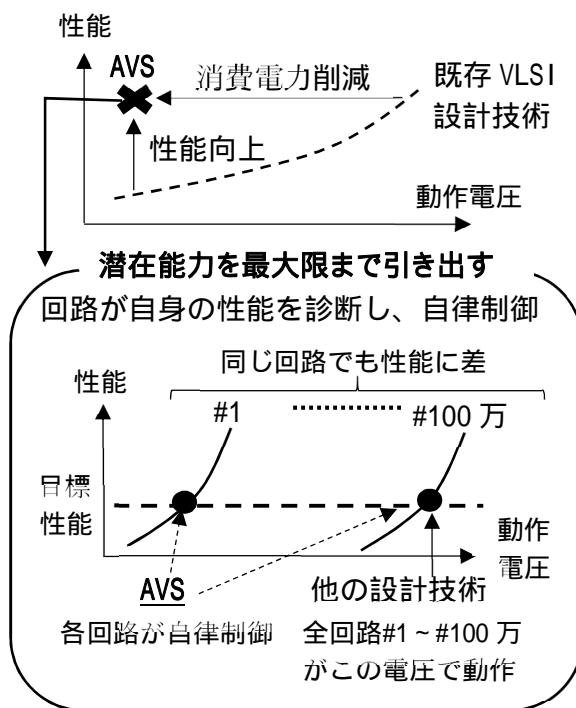 性能
AVS
消費電力削減
既存 VLSI
設計技術
性能向上
動作電圧
潜在能力を最大限まで引き出す
回路が自身の性能を診断し、自律制御
同じ回路でも性能に差
性能
#1
#100 万
目標
性能
動作
電圧
AVS
他の設計技術
各回路が自律制御
全回路#1 ~ #100 万
がこの電圧で動作